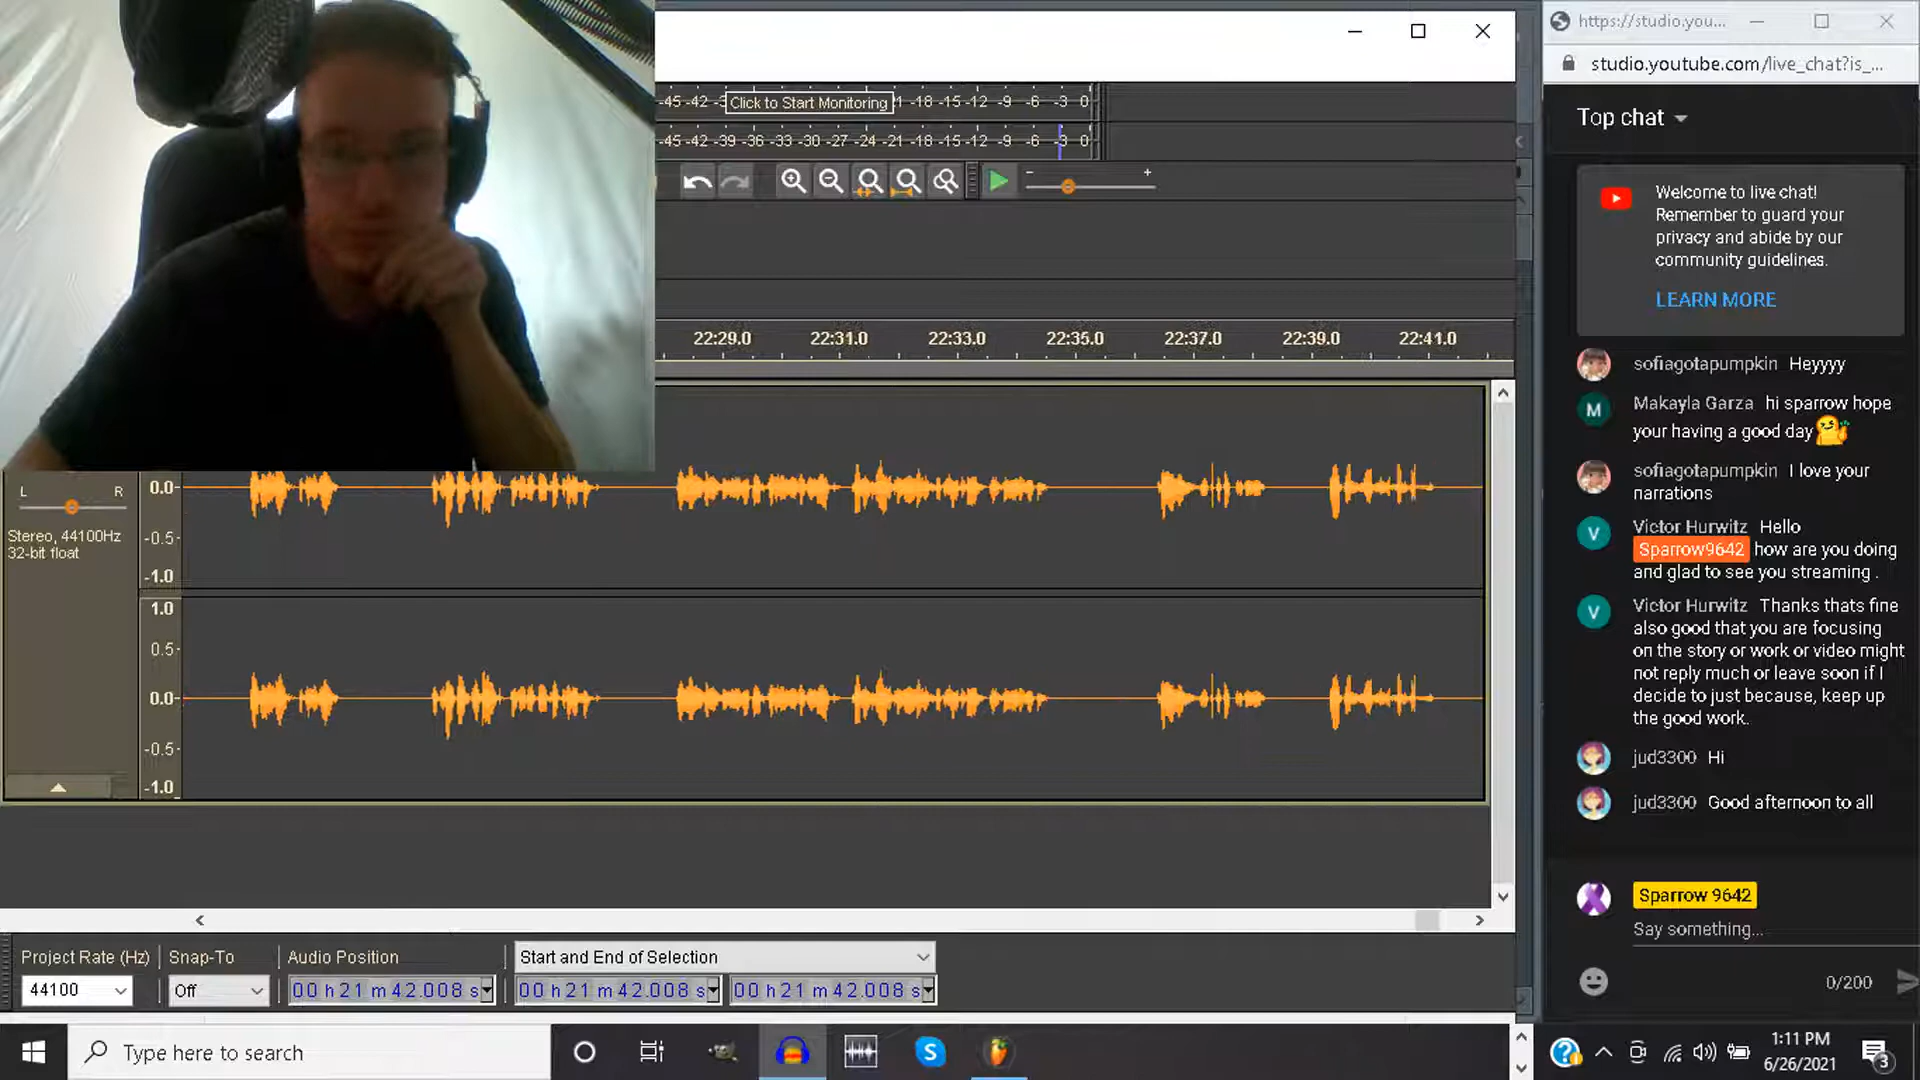 -45 -42 -3
Click to Start Monitoring
1 -18 -15 -12 -9 -6 -3 0
-45 -42 -39 -36 -33 -30 -27 -24 -21 -18 -15 -12 -9 -6 -3 0
- +
22:29.0 22:31.0 22:33.0 22:35.0 22:37.0 22:39.0 22:41.0
L R
Stereo, 44100Hz
32-bit float
0.0
-0.5
-1.0
1.0
0.5
0.0
-0.5
-1.0
Project Rate (Hz)
44100
Snap-To
Off
Audio Position
00 h 21 m 42.008 s
Start and End of Selection
00 h 21 m 42.008 s
00 h 21 m 42.008 s
https://studio.you...
studio.youtube.com/live_chat?is_...
Top chat
Welcome to live chat!
Remember to guard your
privacy and abide by our
community guidelines.
LEARN MORE
sofiagotapumpkin Heyyyy
M
Makayla Garza hi sparrow hope
your having a good day
sofiagotapumpkin I love your
narrations
V
Victor Hurwitz Hello
Sparrow9642 how are you doing
and glad to see you streaming .
V
Victor Hurwitz Thanks thats fine
also good that you are focusing
on the story or work or video might
not reply much or leave soon if I
decide to just because, keep up
the good work.
jud3300 Hi
jud3300 Good afternoon to all
Sparrow 9642
Say something...
0/200
Type here to search
1:11 PM
6/26/2021
3